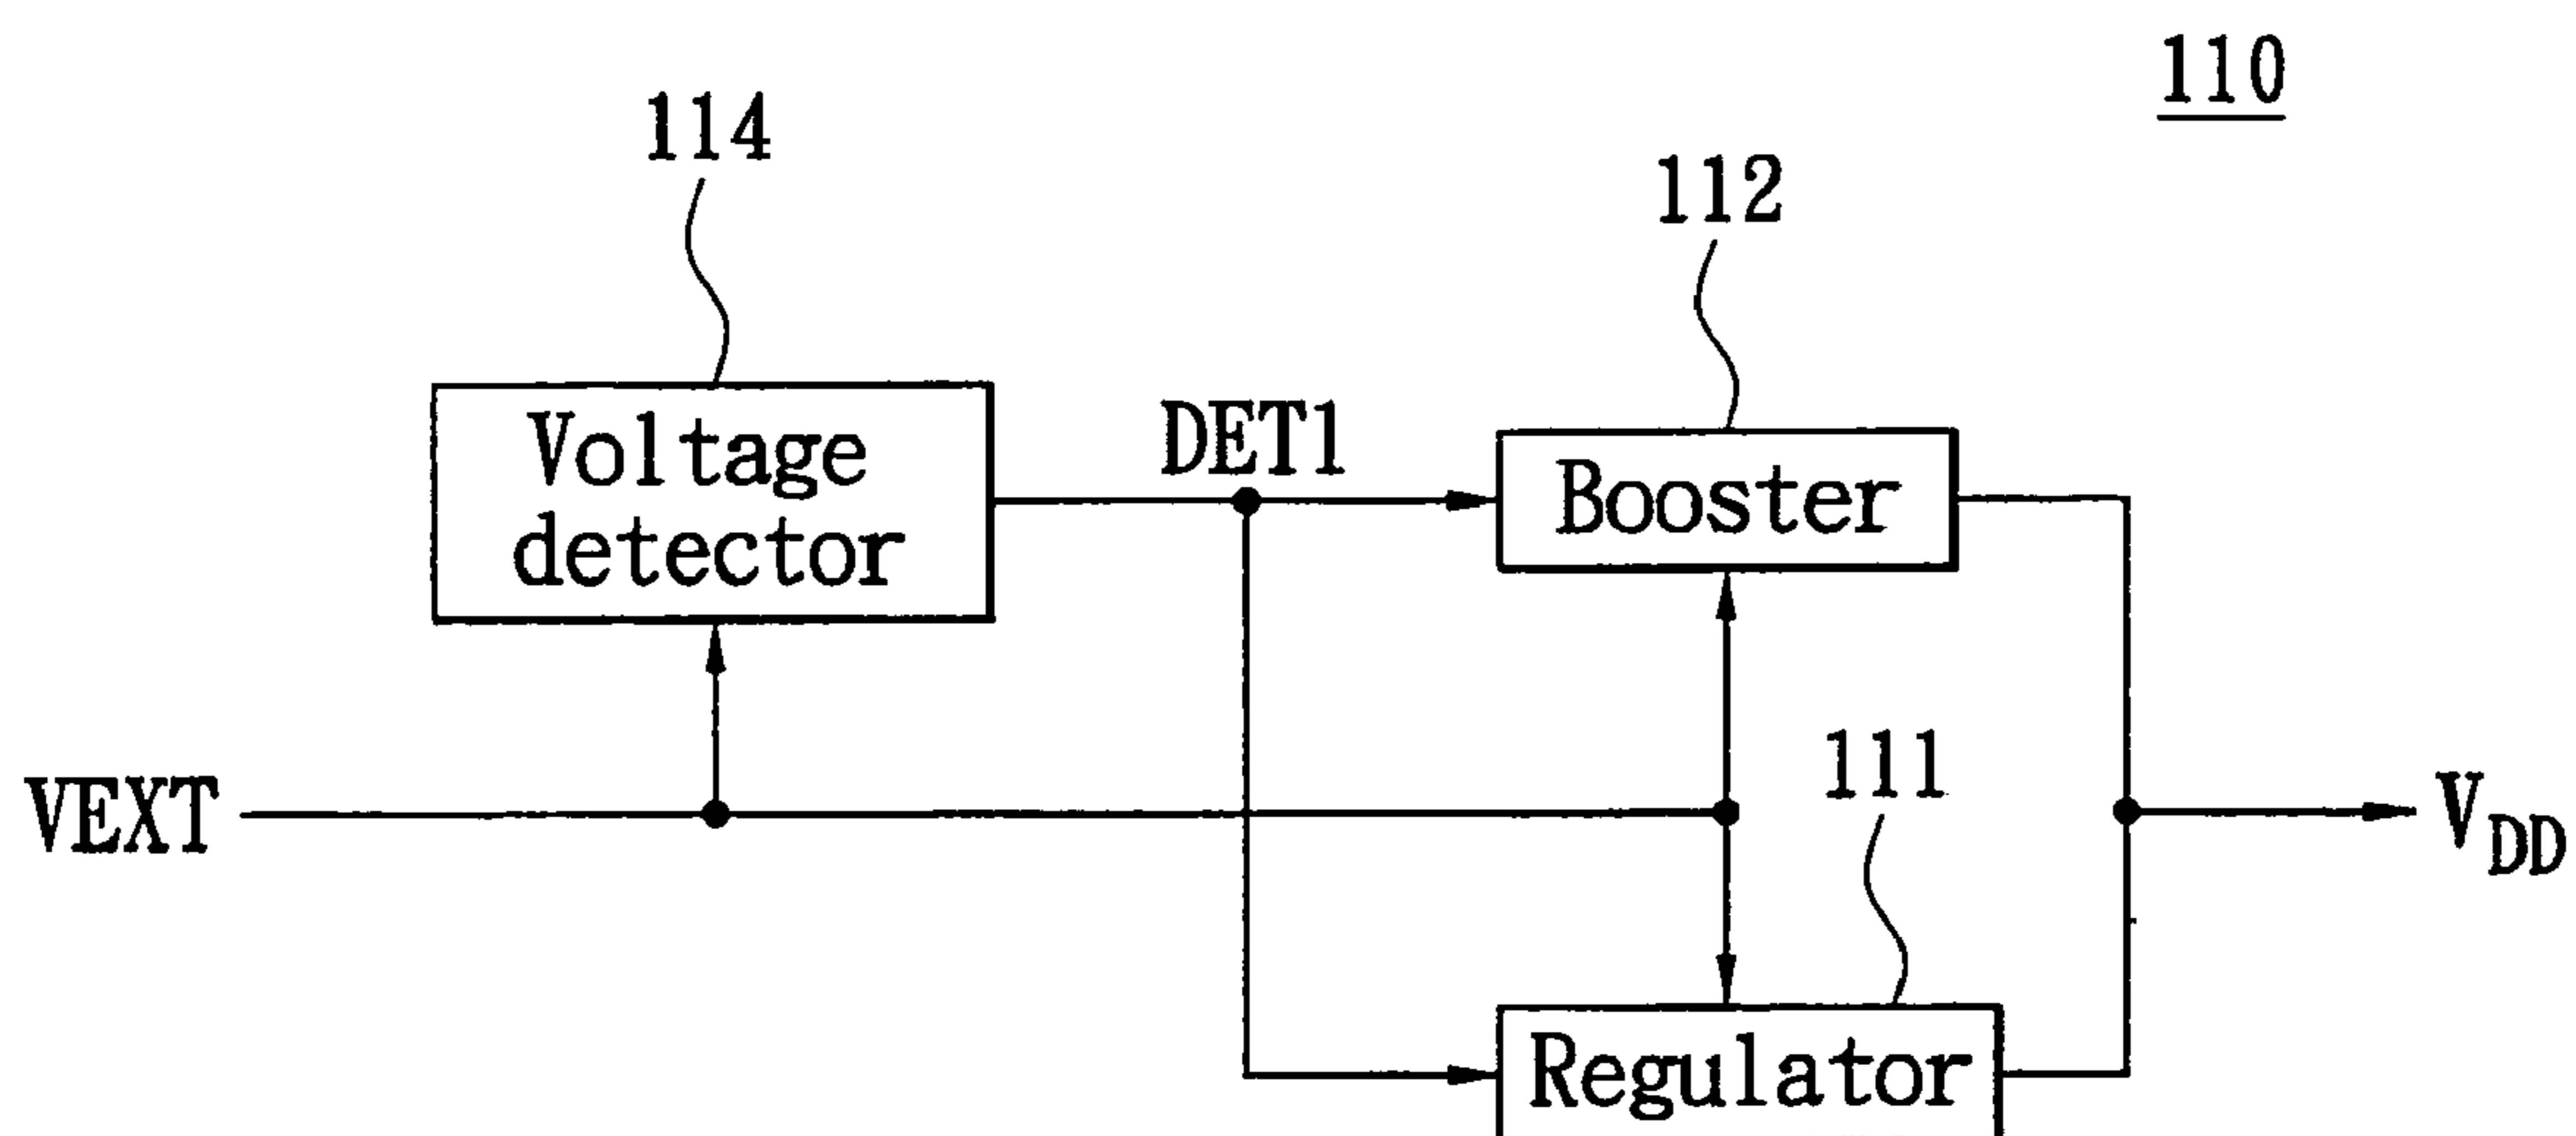 110
114
112
Voltage
detector
DET1
Booster
VEXT
111
VDD
Regulator